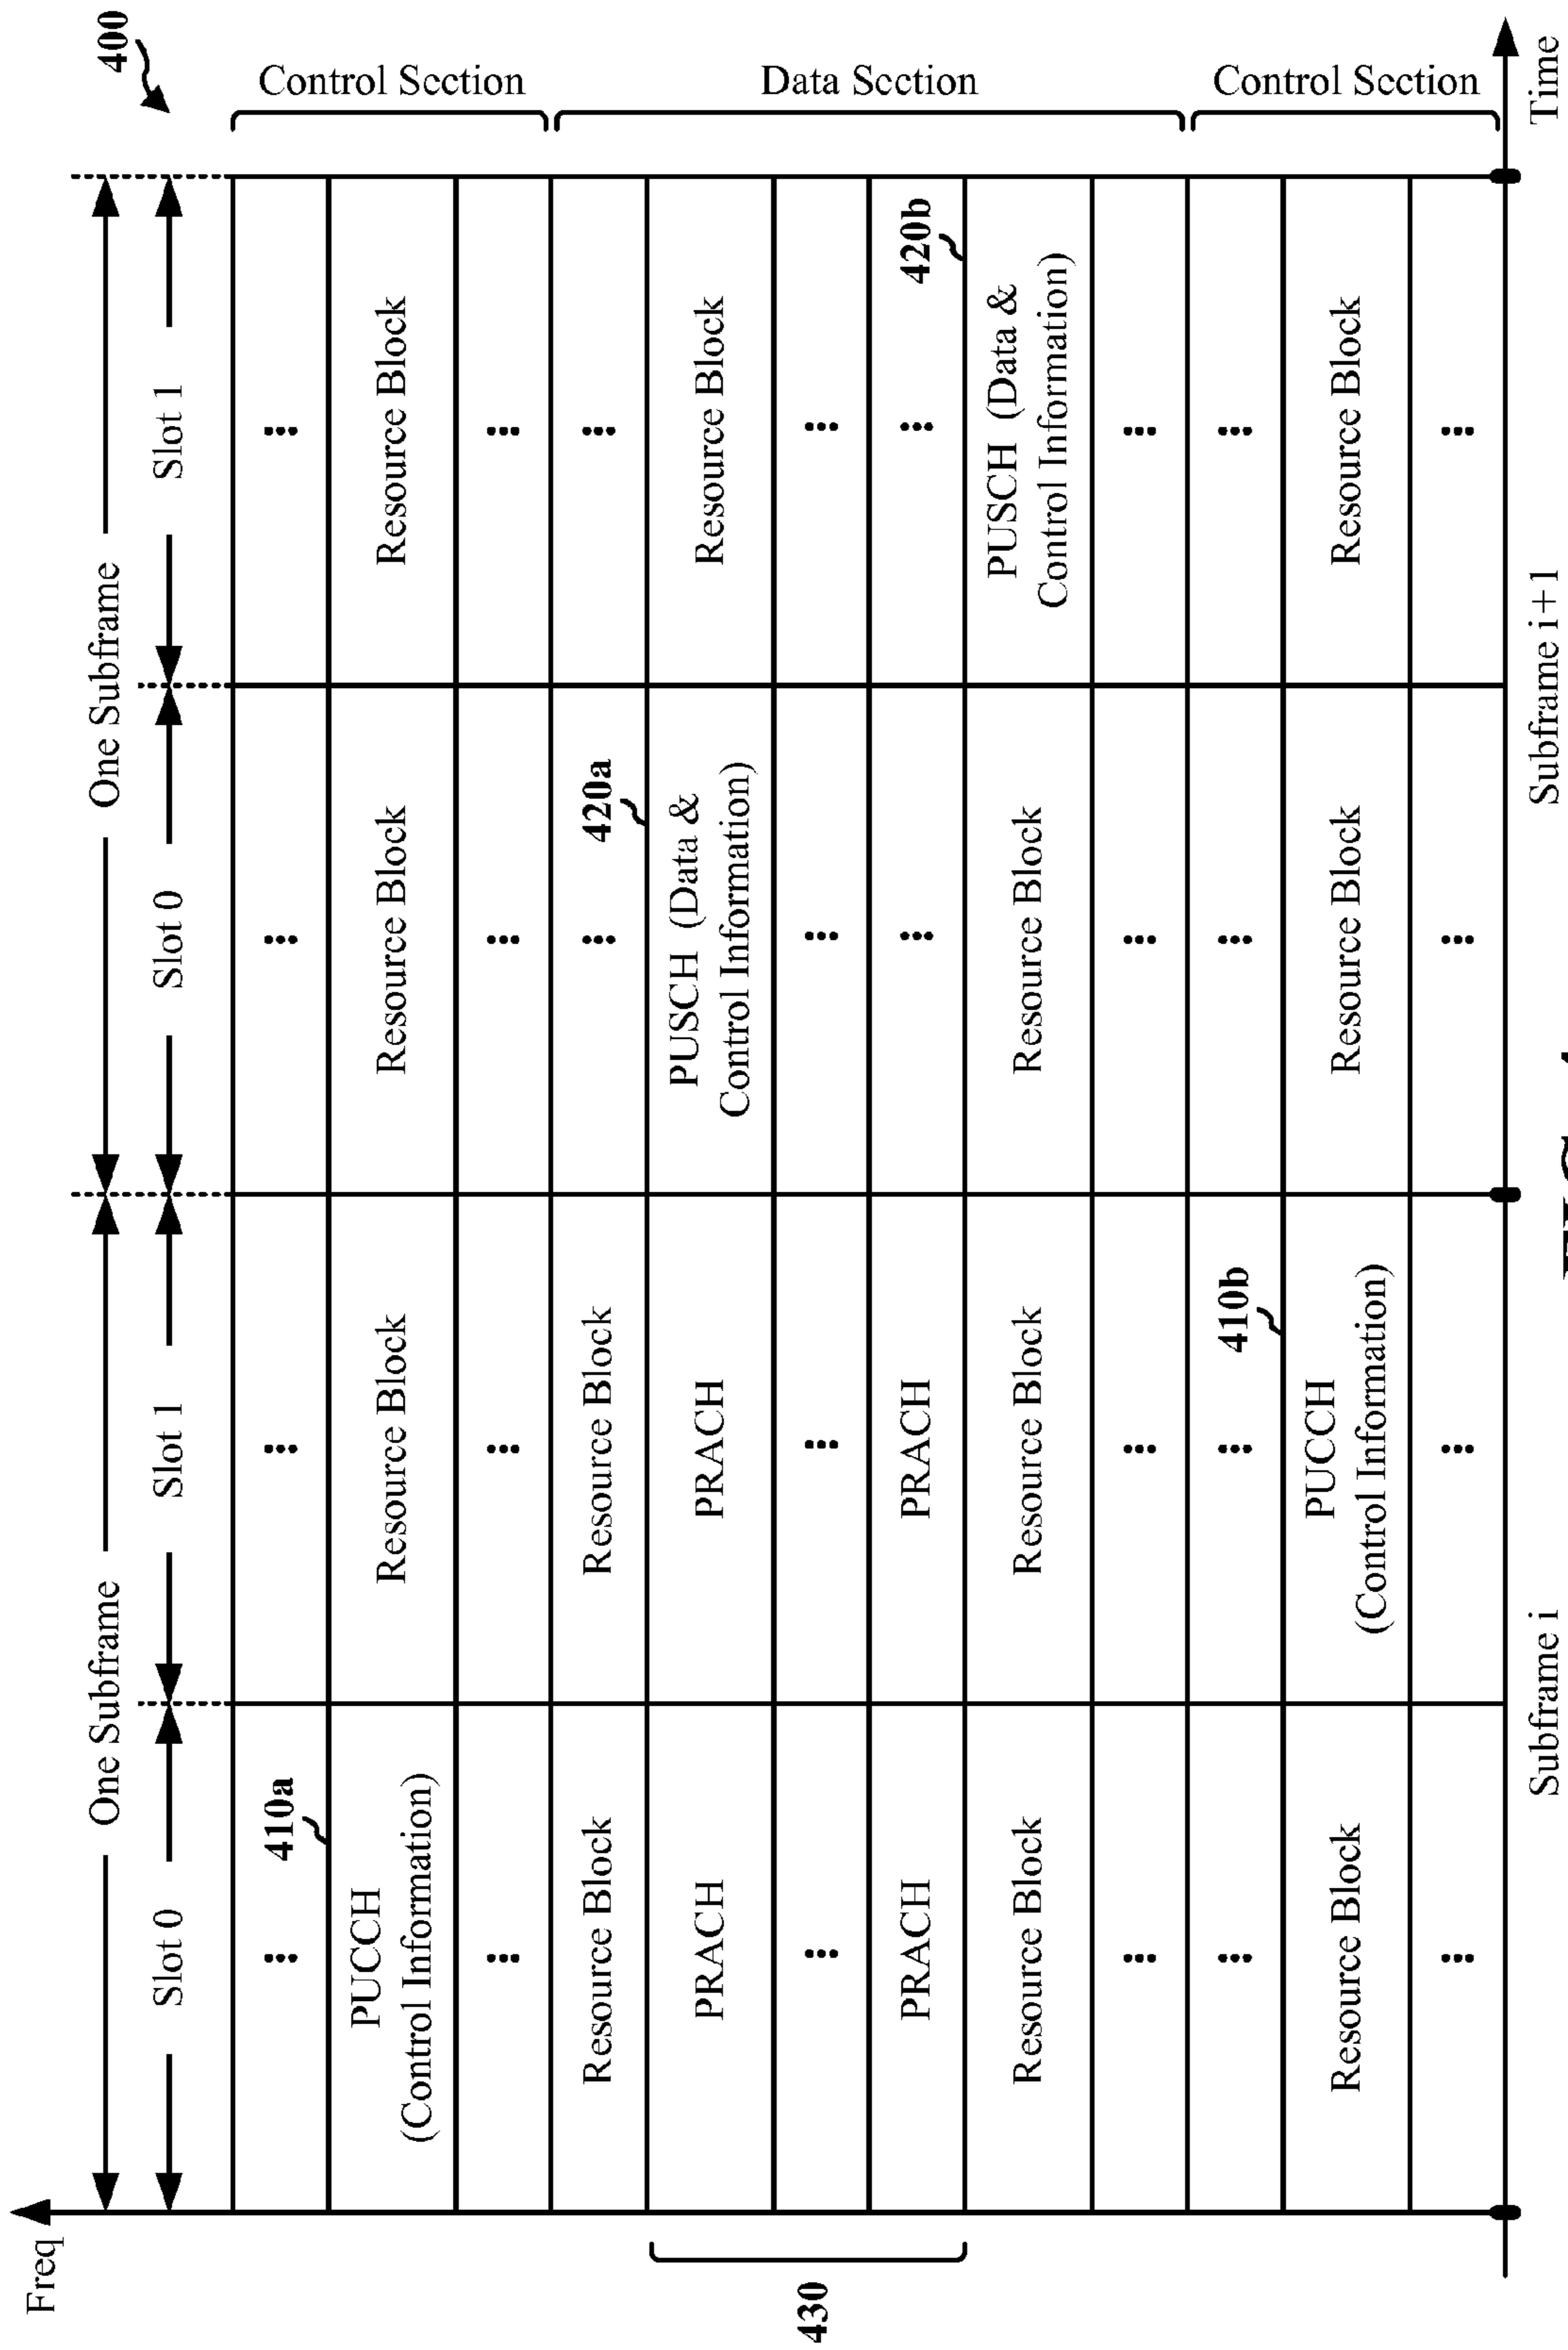 Freq
400
One Subframe
One Subframe
Slot 0
Slot 1
Slot 0
Slot 1
410a
PUCCH
(Control Information)
Resource Block
Resource Block
Resource Block
Control Section
Resource Block
Resource Block
420a
430
PRACH
PRACH
PUSCH (Data &
Control Information)
Resource Block
Data Section
PRACH
PRACH
420b
Resource Block
Resource Block
Resource Block
PUSCH (Data &
Control Information)
410b
Resource Block
PUCCH
(Control Information)
Resource Block
Resource Block
Control Section
Subframe i
Subframe i+1
Time